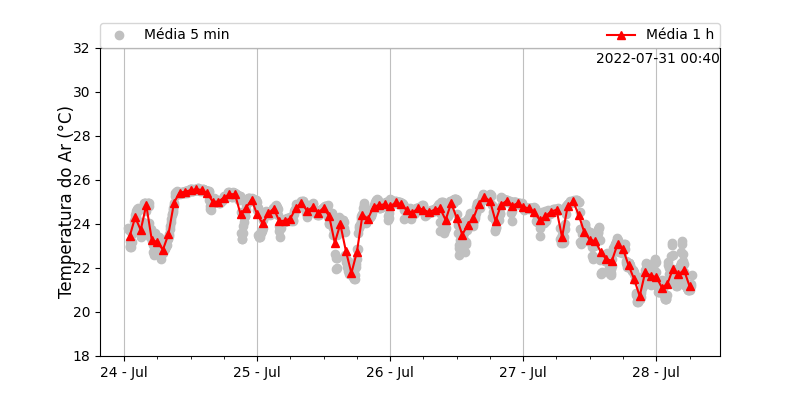 Média 5 min
Média 1 h
2022-07-31 00:40
Temperatura do Ar (°C)
32
30
28
26
24
22
20
18
24 - Jul
25 - Jul
26 - Jul
27 - Jul
28 - Jul